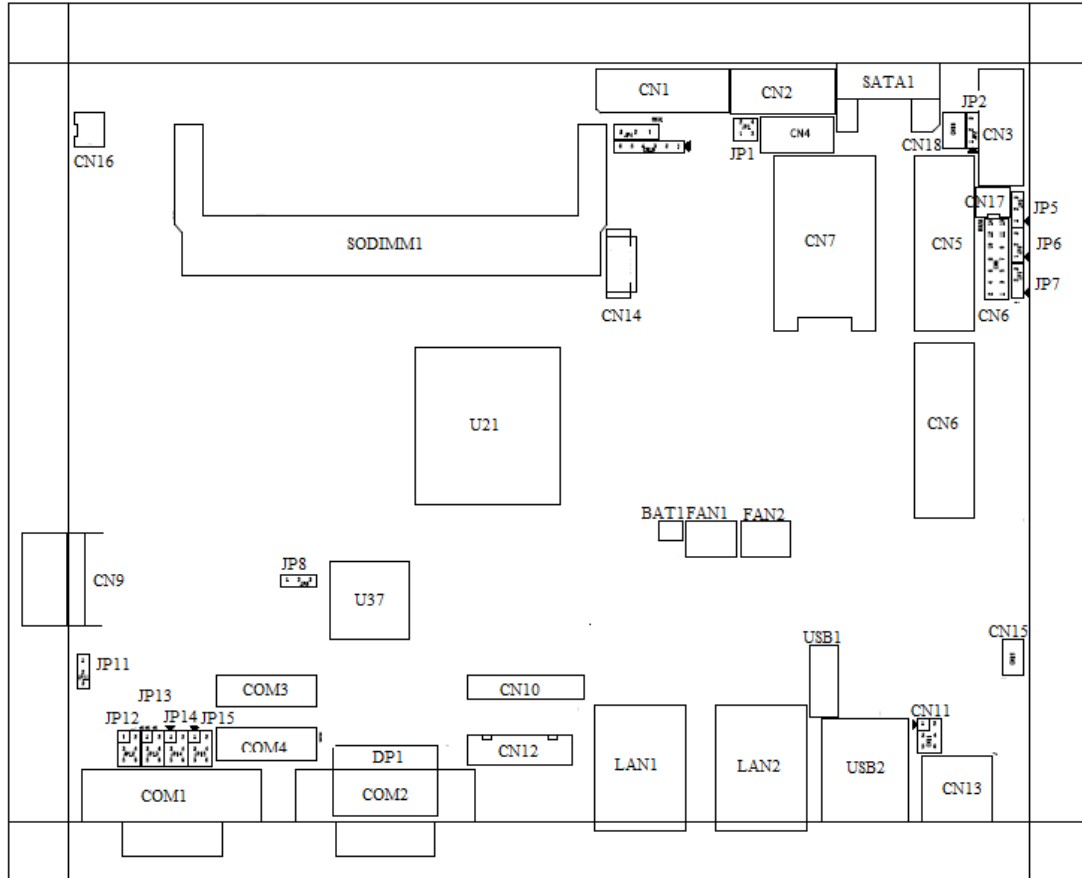 CN1
CN2
SATA1
JP2
CN3
CN4
CN16
JP1
CN18
SODIMM1
CN7
CN5
CN17
JP5
JP6
JP7
CN14
CN6
U21
CN6
BAT1
FAN1
FAN2
JP8
CN9
U37
USB1
CN15
JP11
COM3
CN10
JP13
JP12
JP14
JP15
CN11
COM4
DP1
CN12
LAN1
LAN2
USB2
COM1
COM2
CN13